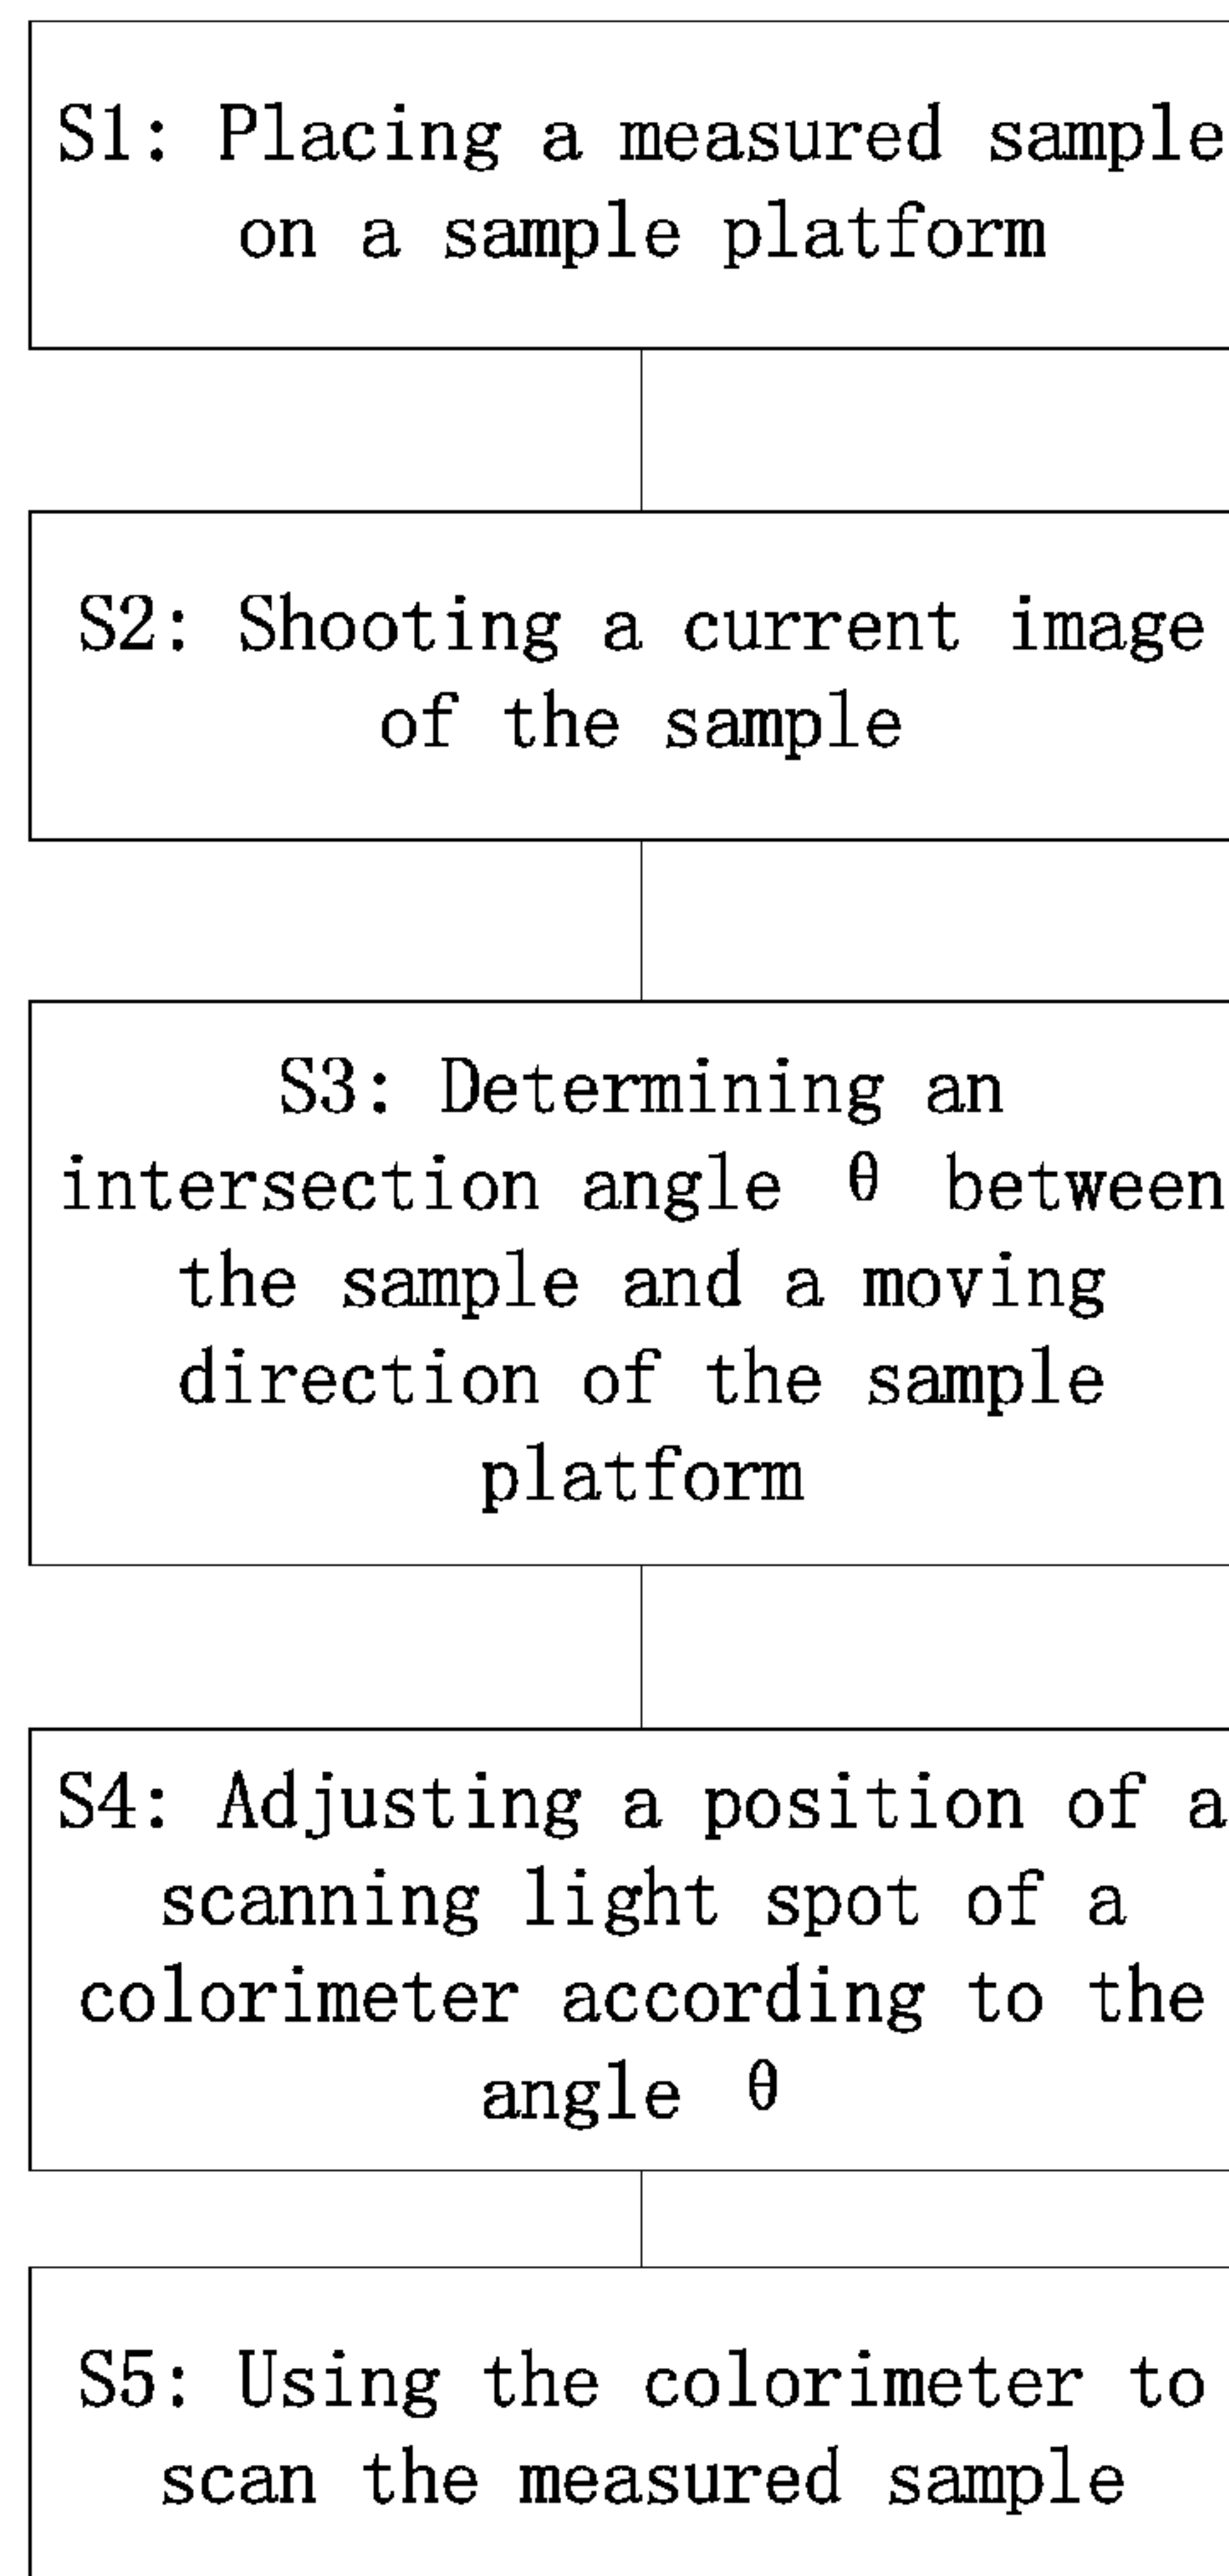 S1: Placing a measured sample
on a sample platform
S2: Shooting a current image
of the sample
S3: Determining an
intersection angle θ between
the sample and a moving
direction of the sample
platform
S4: Adjusting a position of a
scanning light spot of a
colorimeter according to the
angle θ
S5: Using the colorimeter to
scan the measured sample